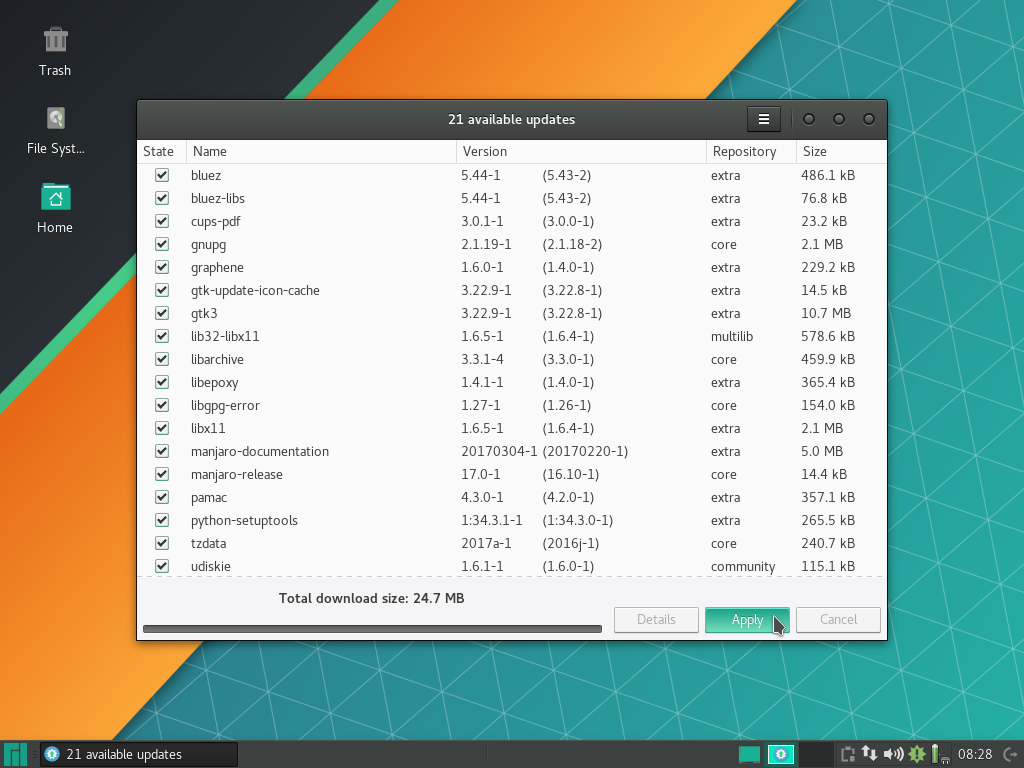 Trash
File Syst...
Home
21 available updates
State Name Version Repository Size
bluez 5.44-1 (5.43-2) extra 486.1 kB
bluez-libs 5.44-1 (5.43-2) extra 76.8 kB
cups-pdf 3.0.1-1 (3.0.0-1) extra 23.2 kB
gnupg 2.1.19-1 (2.1.18-2) core 2.1 MB
graphene 1.6.0-1 (1.4.0-1) extra 229.2 kB
gtk-update-icon-cache 3.22.9-1 (3.22.8-1) extra 14.5 kB
gtk3 3.22.9-1 (3.22.8-1) extra 10.7 MB
lib32-libx11 1.6.5-1 (1.6.4-1) multilib 578.6 kB
libarchive 3.3.1-4 (3.3.0-1) core 459.9 kB
libepoxy 1.4.1-1 (1.4.0-1) extra 365.4 kB
libgpg-error 1.27-1 (1.26-1) core 154.0 kB
libx11 1.6.5-1 (1.6.4-1) extra 2.1 MB
manjaro-documentation 20170304-1 (20170220-1) extra 5.0 MB
manjaro-release 17.0-1 (16.10-1) core 14.4 kB
pamac 4.3.0-1 (4.2.0-1) extra 357.1 kB
python-setuptools 1:34.3.1-1 (1:34.3.0-1) extra 265.5 kB
tzdata 2017a-1 (2016j-1) core 240.7 kB
udiskie 1.6.1-1 (1.6.0-1) community 115.1 kB
Total download size: 24.7 MB
Details Apply Cancel
21 available updates 08:28